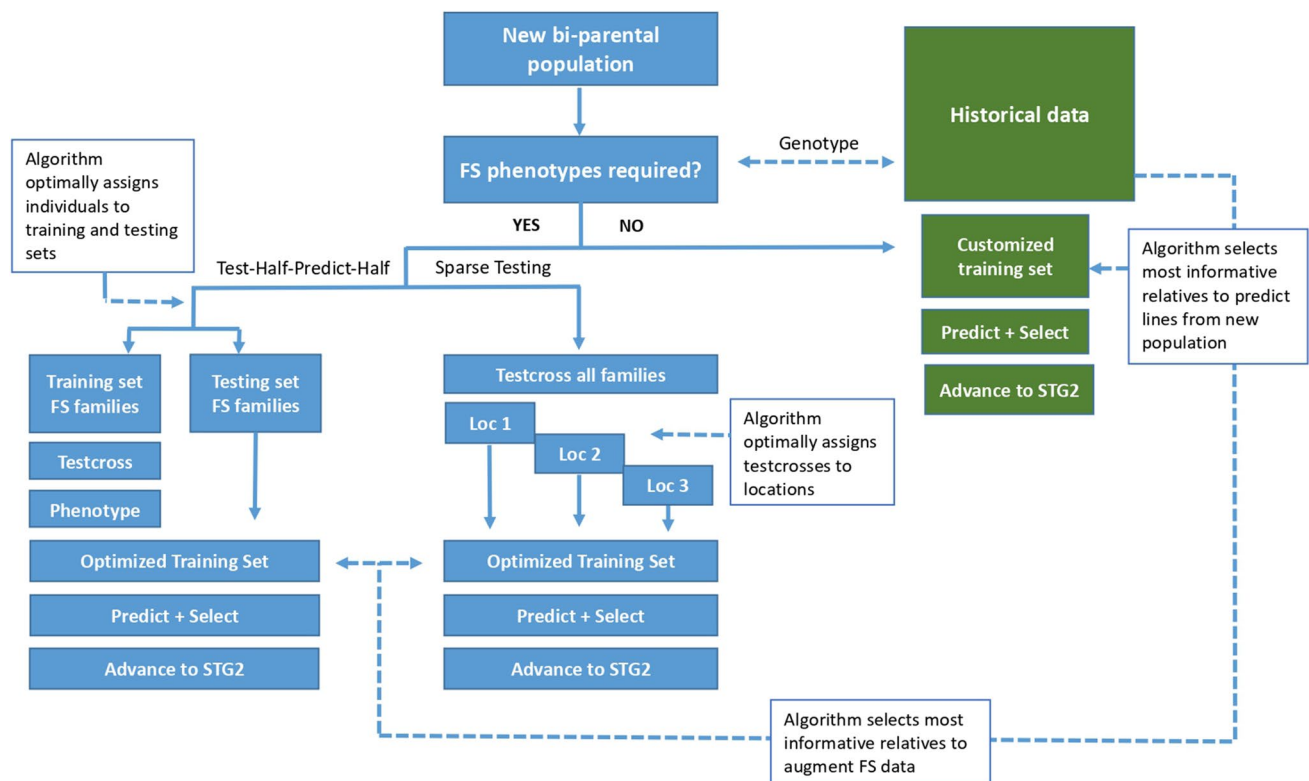 New bi-parental
population
Historical data
Genotype
FS phenotypes required?
Algorithm
optimally assigns
individuals to
training and testing
sets
YES
NO
Customized
training set
Algorithm selects
most informative
relatives to predict
lines from new
population
Test-Half-Predict-Half
Sparse Testing
Predict + Select
Advance to STG2
Training set
FS families
Testing set
FS families
Testcross all families
Testcross
Phenotype
Loc 1
Loc 2
Loc 3
Algorithm
optimally assigns
testcrosses to
locations
Optimized Training Set
Predict + Select
Advance to STG2
Optimized Training Set
Predict + Select
Advance to STG2
Algorithm selects most
informative relatives to
augment FS data